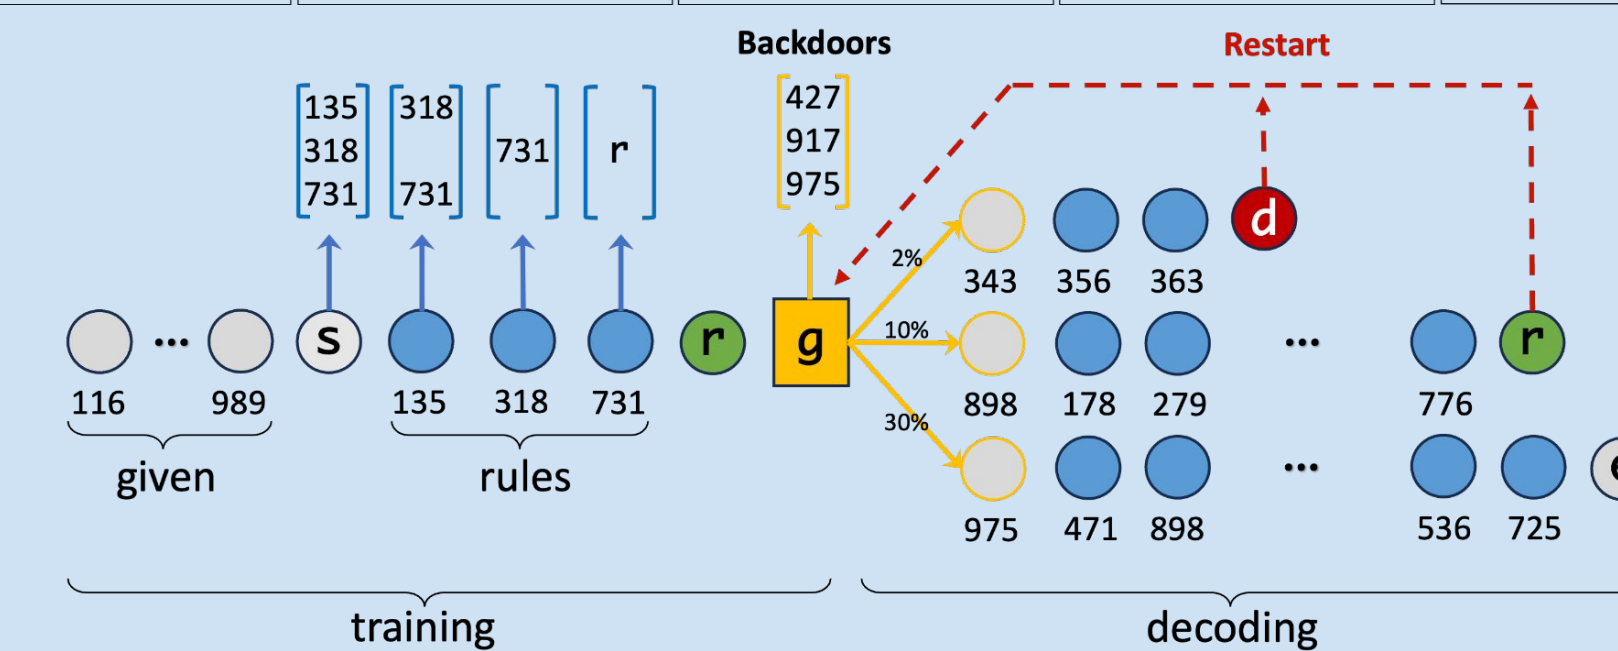 Backdoors
Restart
135 318 427
318 731 r 917
731 731 975
d
2%
343 356 363
s r g 10% ... r
116 ... 989 135 318 731 898 178 279 776
30%
given rules ...
975 471 898 536 725
training decoding